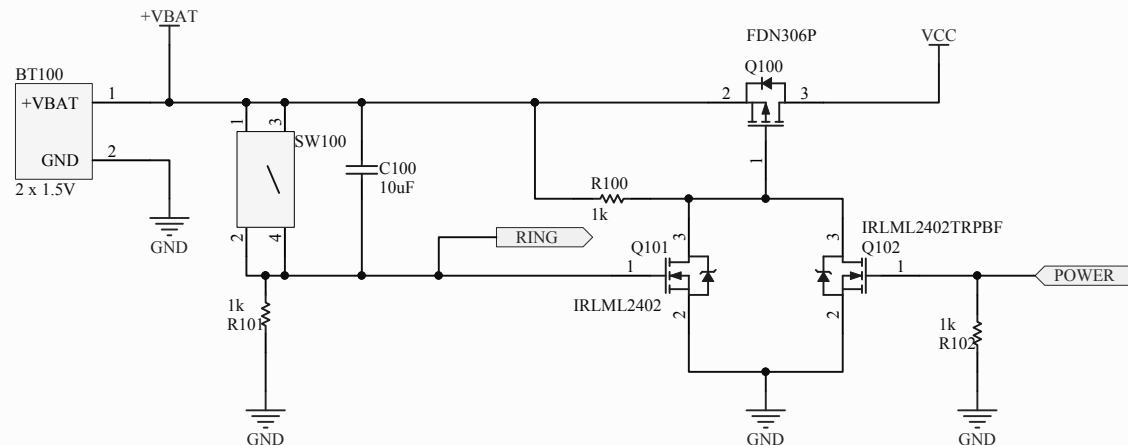 +VBAT
FDN306P
VCC
Q100
BT100
+VBAT
1
2
3
1
3
SW100
GND
2
C100
10uF
1
2 x 1.5V
R100
1k
GND
2
4
RING
3
3
IRLML2402TRPBF
Q101
Q102
1
1
POWER
1k
R101
IRLML2402
2
2
1k
R102
GND
GND
GND